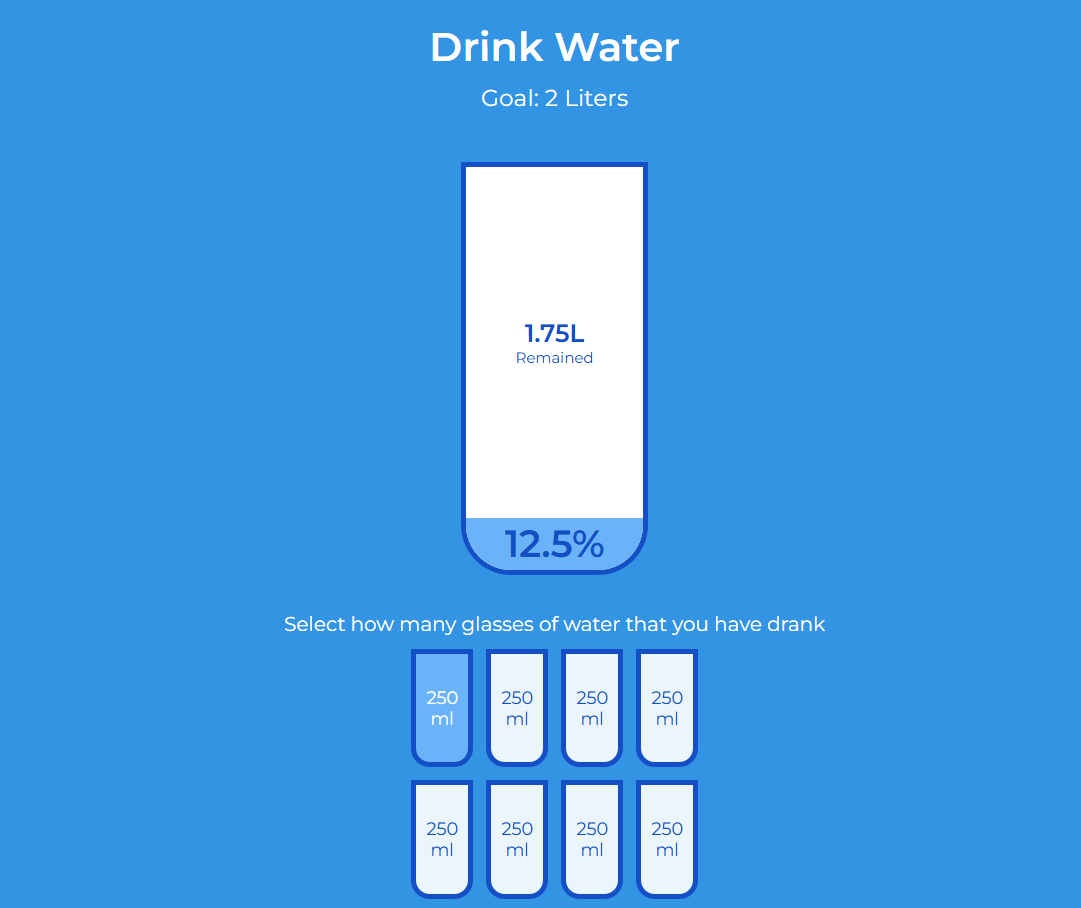 Drink Water
Goal: 2 Liters
1.75L
Remained
12.5%
Select how many glasses of water that you have drank
250 250 250 250
ml ml ml ml
250 250 250 250
ml ml ml ml